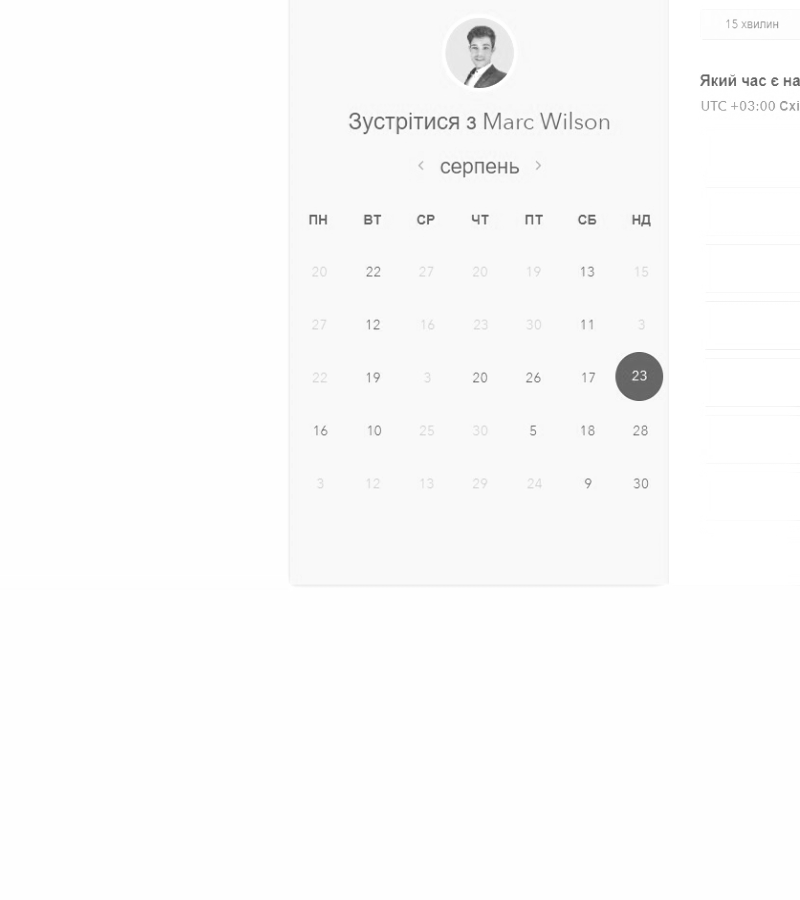 15 хвилин
Який час є на
UTC +03:00 Схі
Зустрітися з Marc Wilson
серпень
ПН ВТ СР ЧТ ПТ СБ НД
20 22 27 20 19 13 15
27 12 16 23 30 11 3
22 19 3 20 26 17 23
16 10 25 30 5 18 28
3 12 13 29 24 9 30